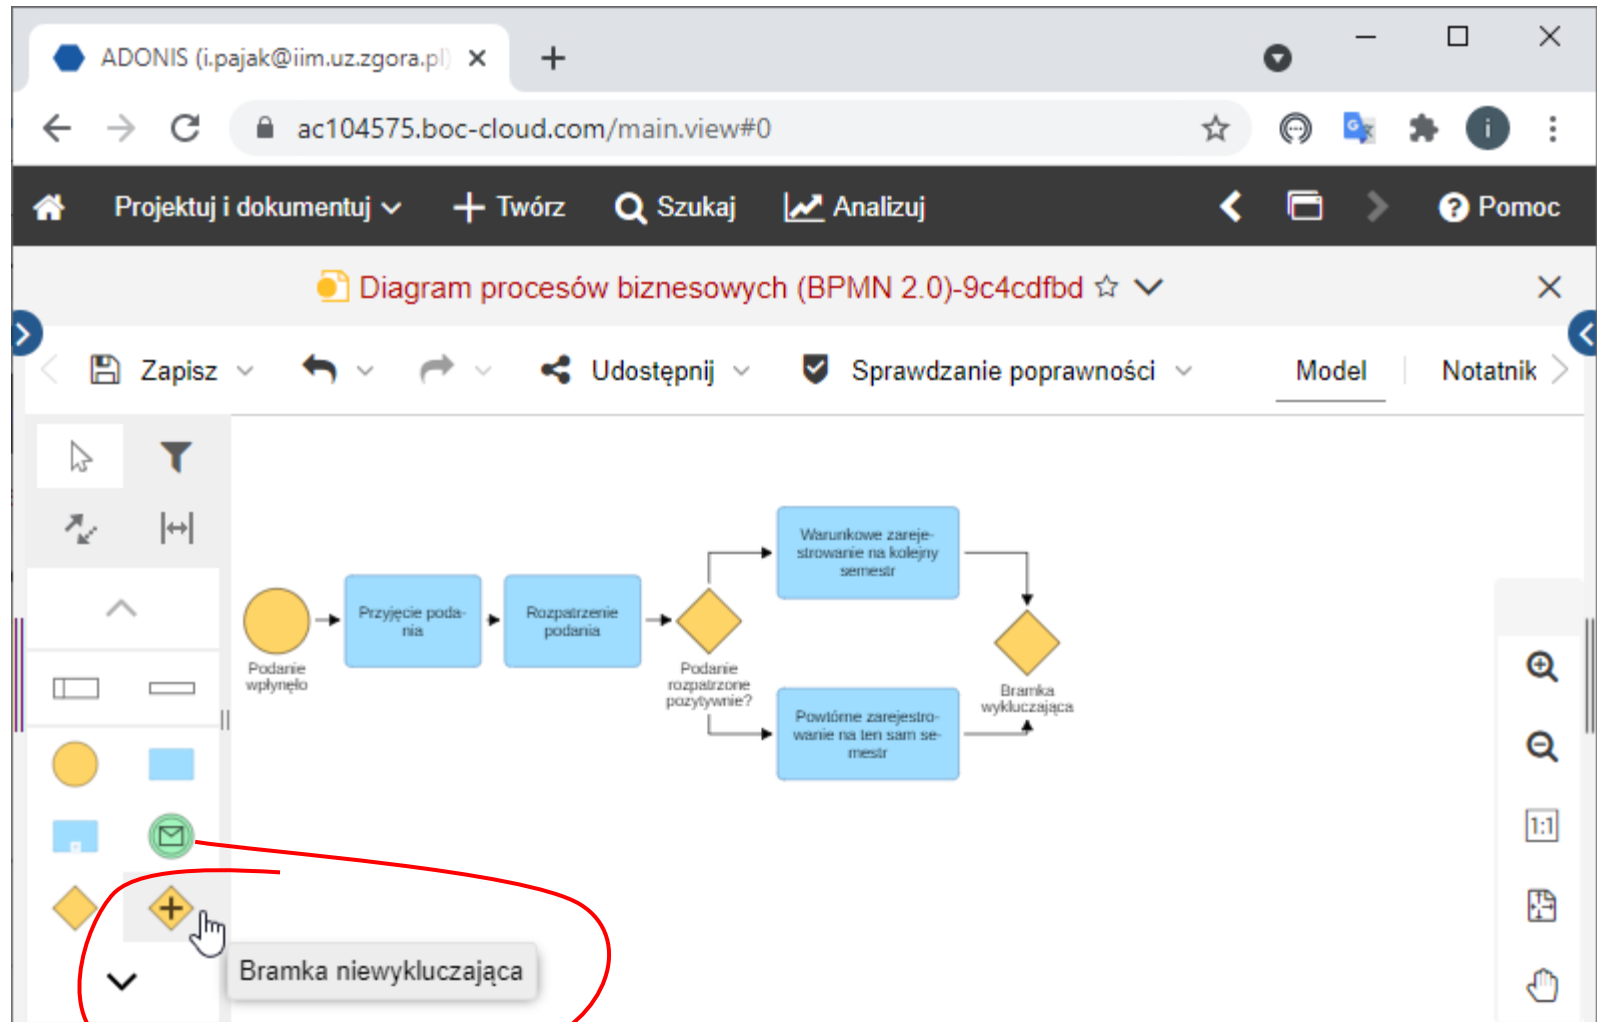 ADONIS (i.pajak@iim.uz.zgora.pl)
ac104575.boc-cloud.com/main.view#0
i
Projektuj i dokumentuj
Twórz
Szukaj
Analizuj
Pomoc
Diagram procesów biznesowych (BPMN 2.0)-9c4cdfbd
Zapisz
Udostępnij
Sprawdzanie poprawności
Model
Notatnik
Warunkowe zareje-
strowanie na kolejny
semestr
Przyjęcie poda-
nia
Rozpatrzenie
podania
Podanie
wpłynęło
Podanie
rozpatrzone
pozytywnie?
Bramka
wykluczająca
Powtórne zarejestro-
wanie na ten sam se-
mestr
1:1
Bramka niewykluczająca